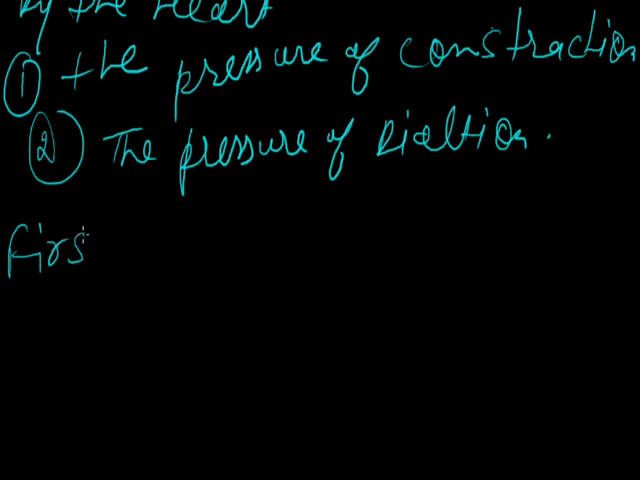 by the Heart
① the pressure of constraction
② The pressure of Dialtion.
firs